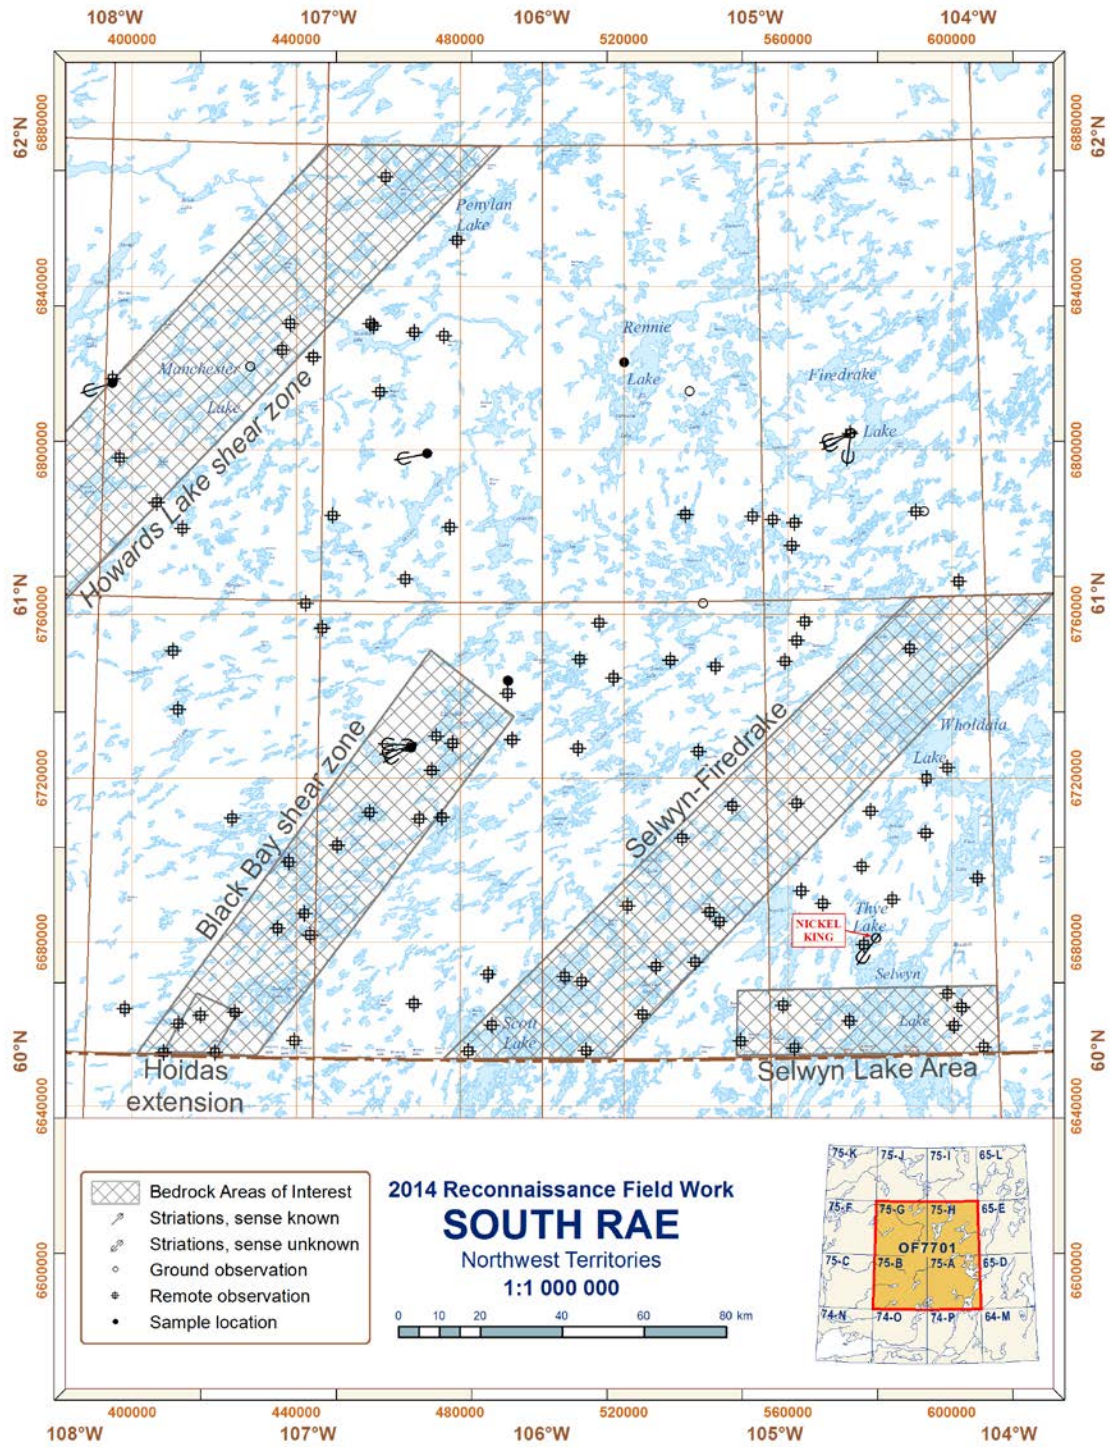 108°W 107°W 106°W 105°W 104°W
400000 440000 480000 520000 560000 600000
6880000 6880000
62°N 62°N
Penylan
Lake
6840000 6840000
Rennie
Lake
Manchester
Lake
Firedrake
Lake
6800000 6800000
Howards Lake shear zone
61°N 61°N
6760000 6760000
Wholdaia
Lake
Black Bay shear zone
Selwyn-Firedrake
6720000 6720000
Thye
Lake
NICKEL
KING
6680000 6680000
Selwyn
Lake
Scott
Lake
60°N 60°N
Hoidas
extension
Selwyn Lake Area
6640000 6640000
Bedrock Areas of Interest
Striations, sense known
Striations, sense unknown
Ground observation
Remote observation
Sample location
2014 Reconnaissance Field Work
SOUTH RAE
Northwest Territories
1:1 000 000
0 10 20 40 60 80 km
75-K 75-J 75-I 65-L
75-F 75-G 75-H 65-E
OF7701
75-C 75-B 75-A 65-D
74-N 74-O 74-P 64-M
6600000 6600000
400000 440000 480000 520000 560000 600000
108°W 107°W 106°W 105°W 104°W